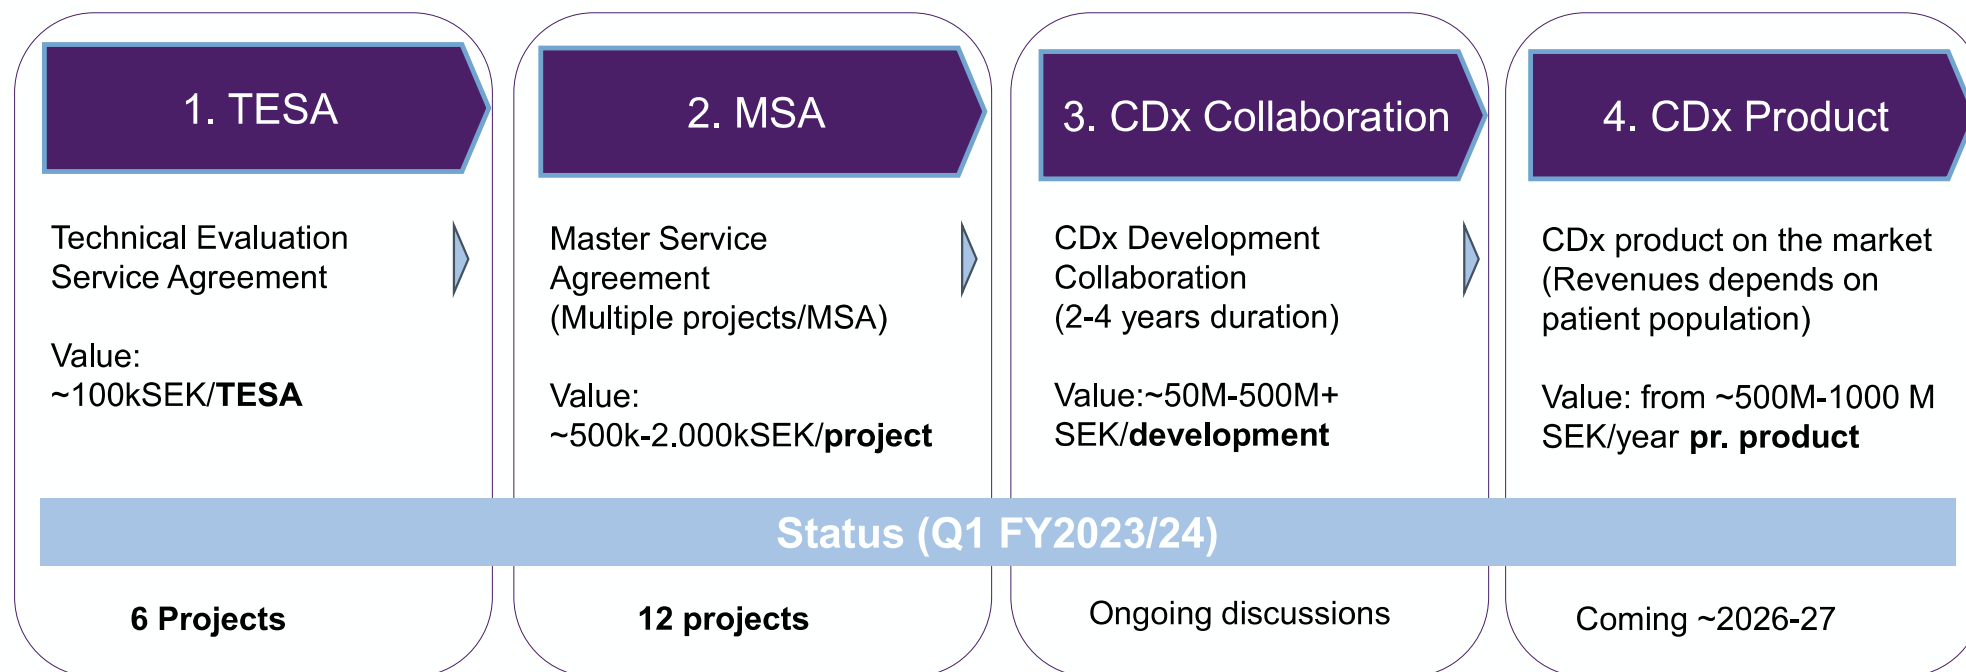 1. TESA
Technical Evaluation
Service Agreement
Value:
~100kSEK/TESA
2. MSA
Master Service
Agreement
(Multiple projects/MSA)
Value:
~500k-2.000kSEK/project
3. CDx Collaboration
CDx Development
Collaboration
(2-4 years duration)
Value:~50M-500M+
SEK/development
4. CDx Product
CDx product on the market
(Revenues depends on
patient population)
Value: from ~500M-1000 M
SEK/year pr. product
Status (Q1 FY2023/24)
6 Projects
12 projects
Ongoing discussions
Coming ~2026-27